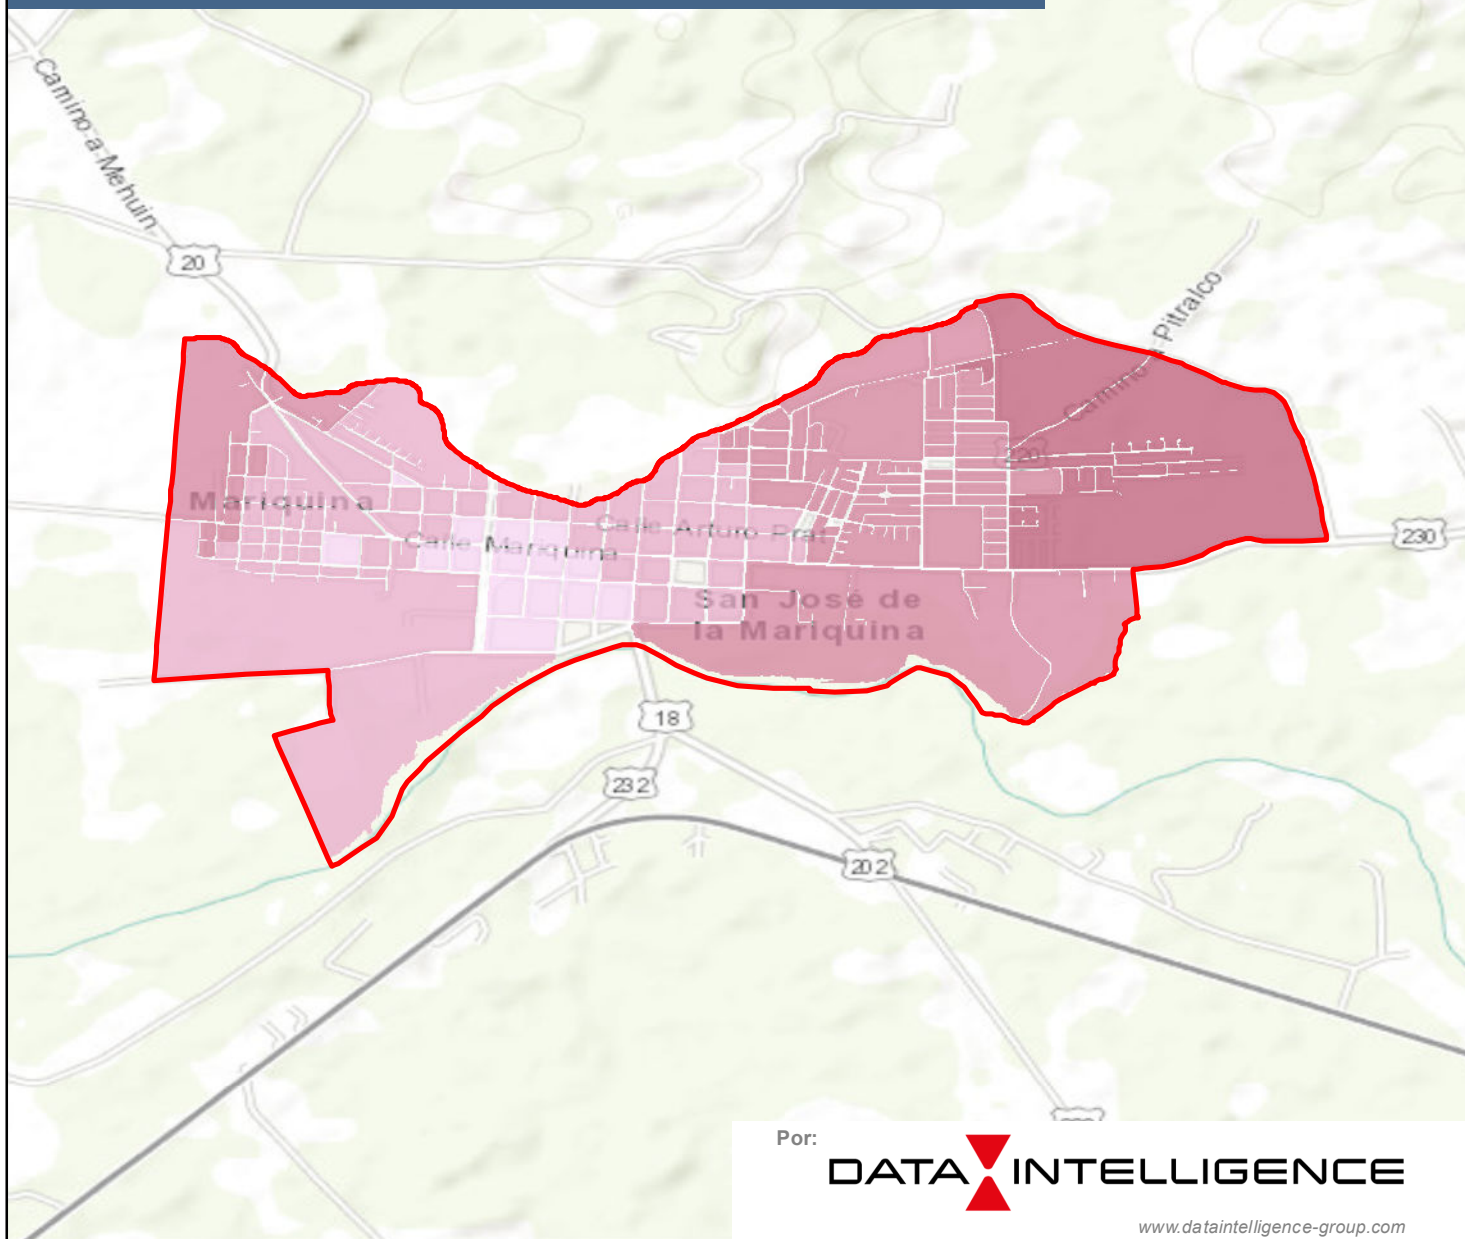 Camino-a-Mehuin
20
Camino-a-Pitralco
220
Mariquina
Calle Arturo Prat
Calle Mariquina
230
San José de
la Mariquina
18
232
202
Por:
DATA INTELLIGENCE
www.dataintelligence-group.com